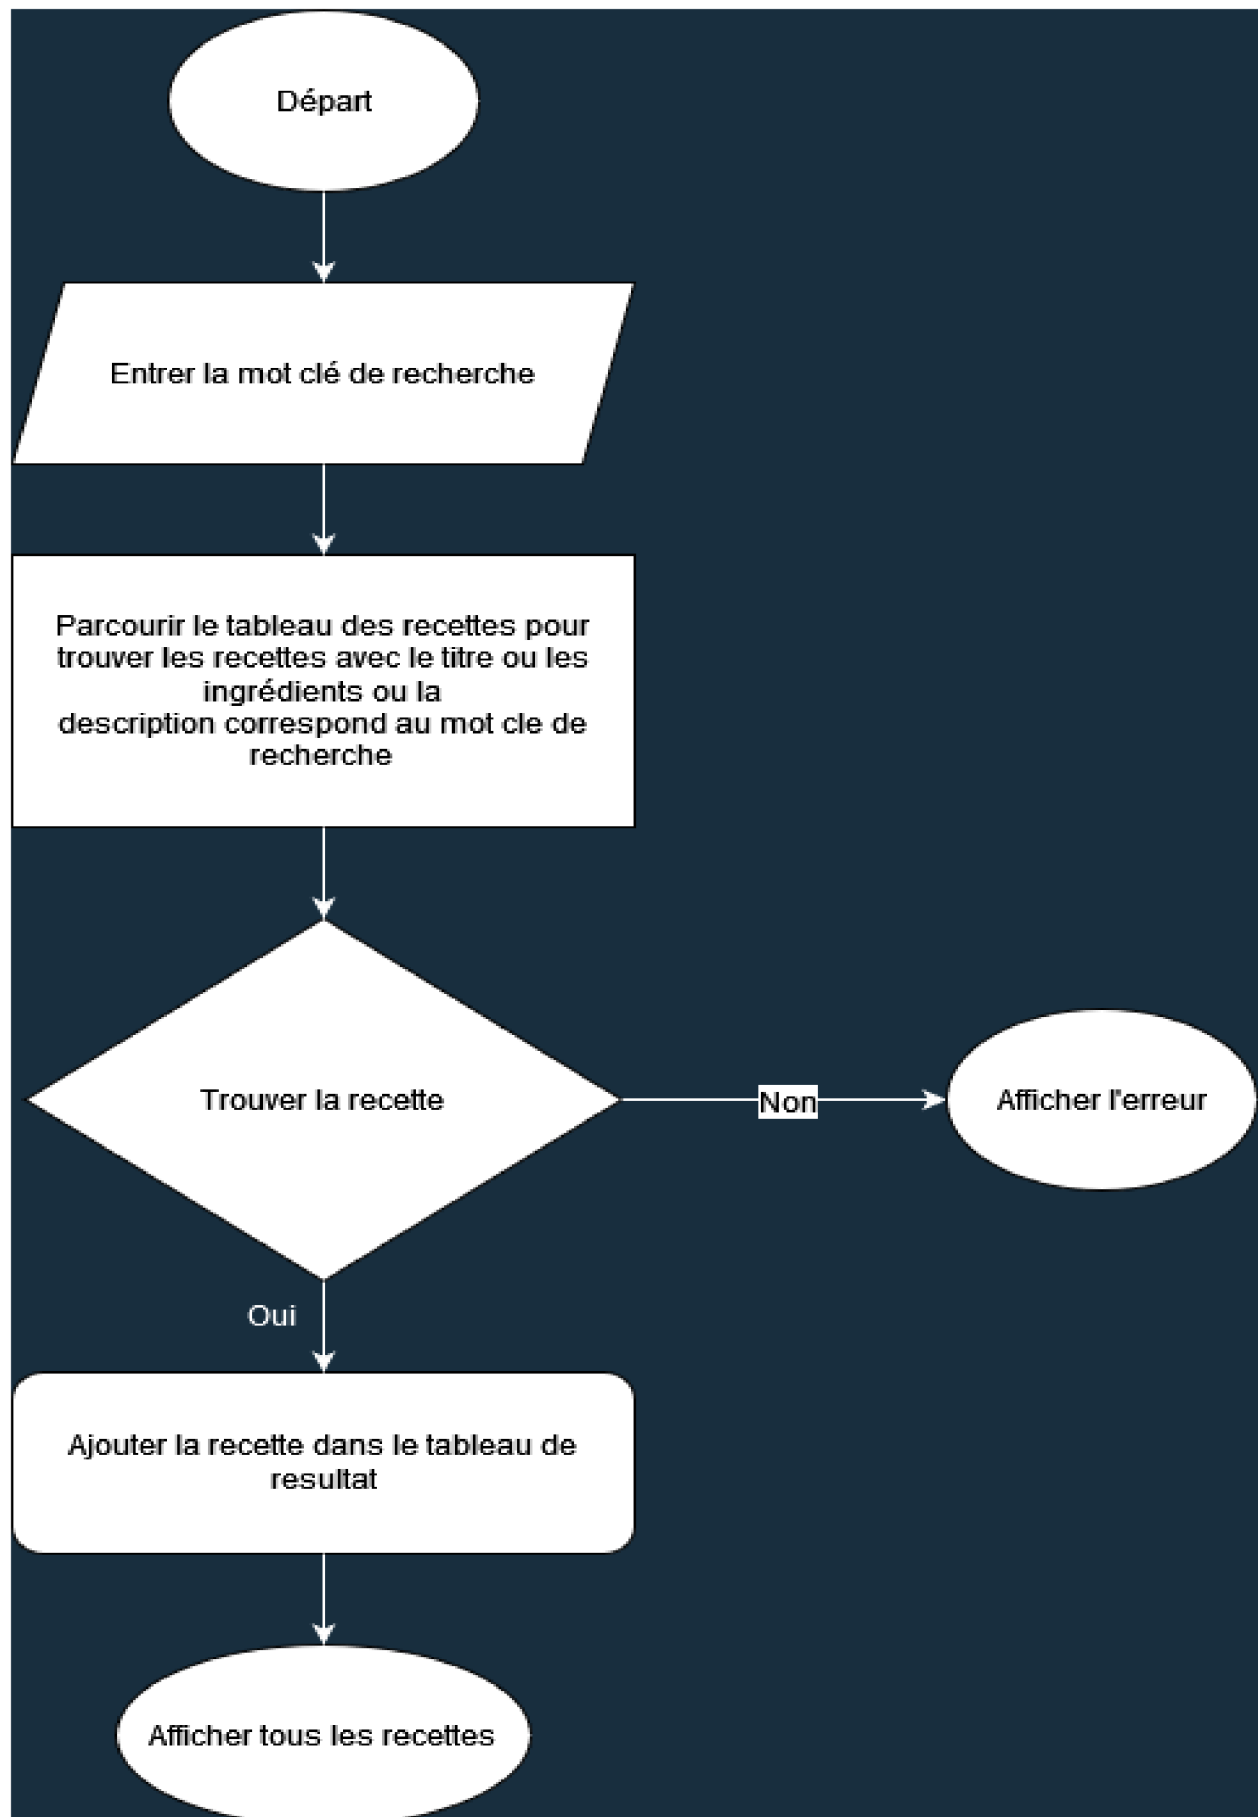 Départ
Entrer la mot clé de recherche
Parcourir le tableau des recettes pour
trouver les recettes avec le titre ou les
ingrédients ou la
description correspond au mot cle de
recherche
Trouver la recette
Non
Afficher l'erreur
Oui
Ajouter la recette dans le tableau de
resultat
Afficher tous les recettes